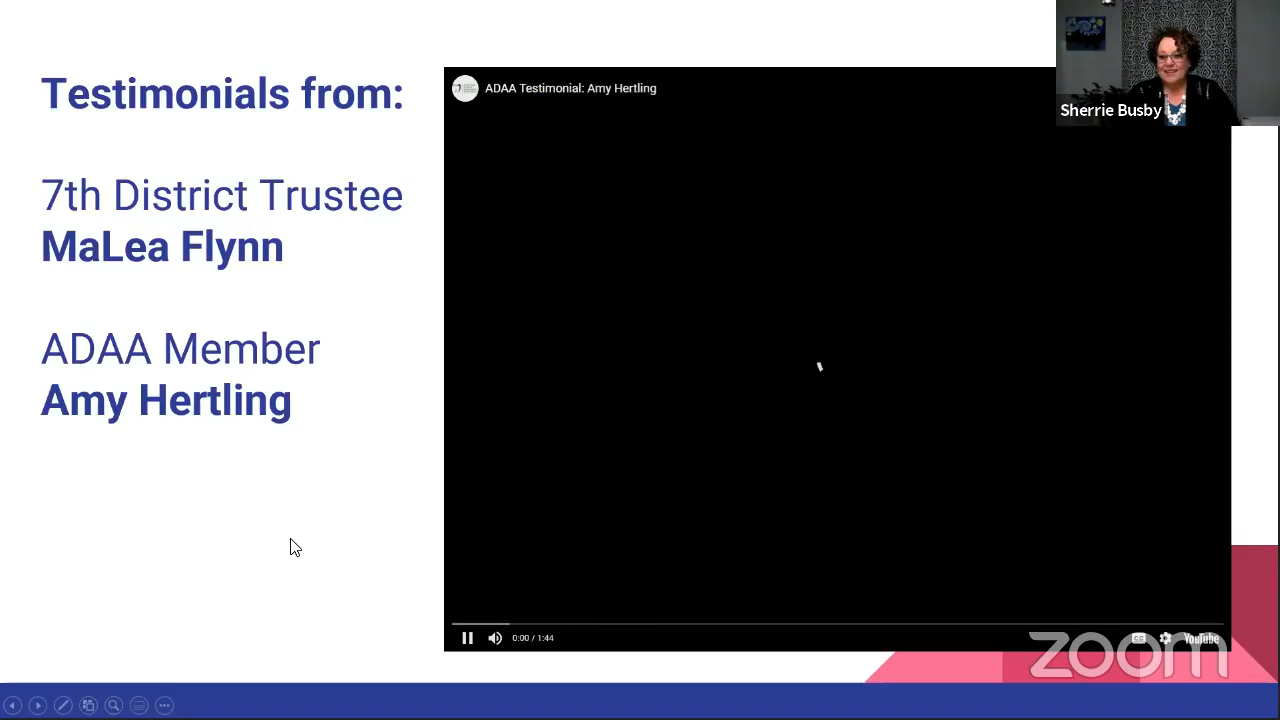 Testimonials from:
7th District Trustee
MaLea Flynn
ADAA Member
Amy Hertling
ADAA Testimonial: Amy Hertling
Sherrie Busby
0:00 / 1:44
CC
YouTube
zoom